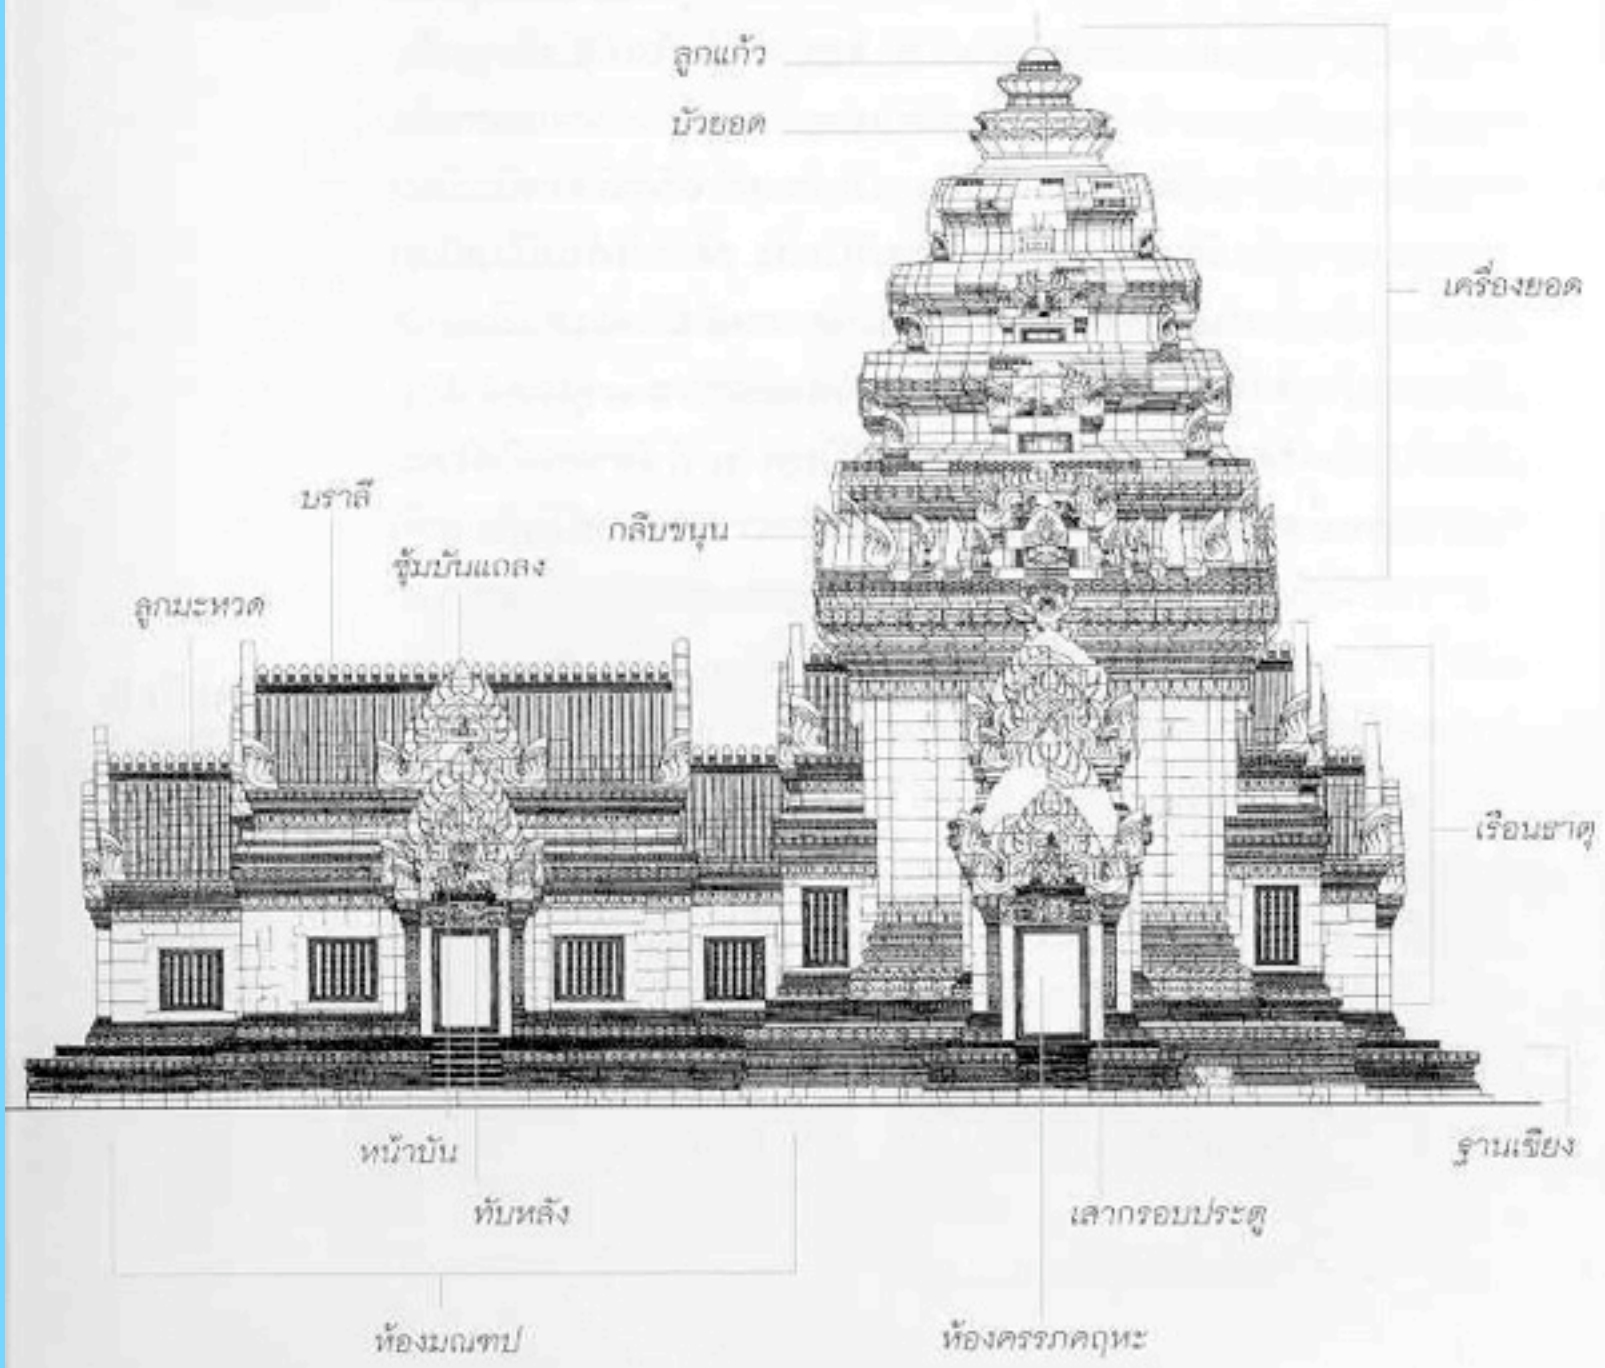 ลูกแก้ว
บัวยอด
เครื่องยอด
บราลี
กลีบขนุน
ซุ้มบันแถลง
ลูกมะหวด
เรือนธาตุ
หน้าบัน
ฐานเขียง
ทับหลัง
เสากรอบประตู
ห้องมณฑป
ห้องครรภคฤหะ